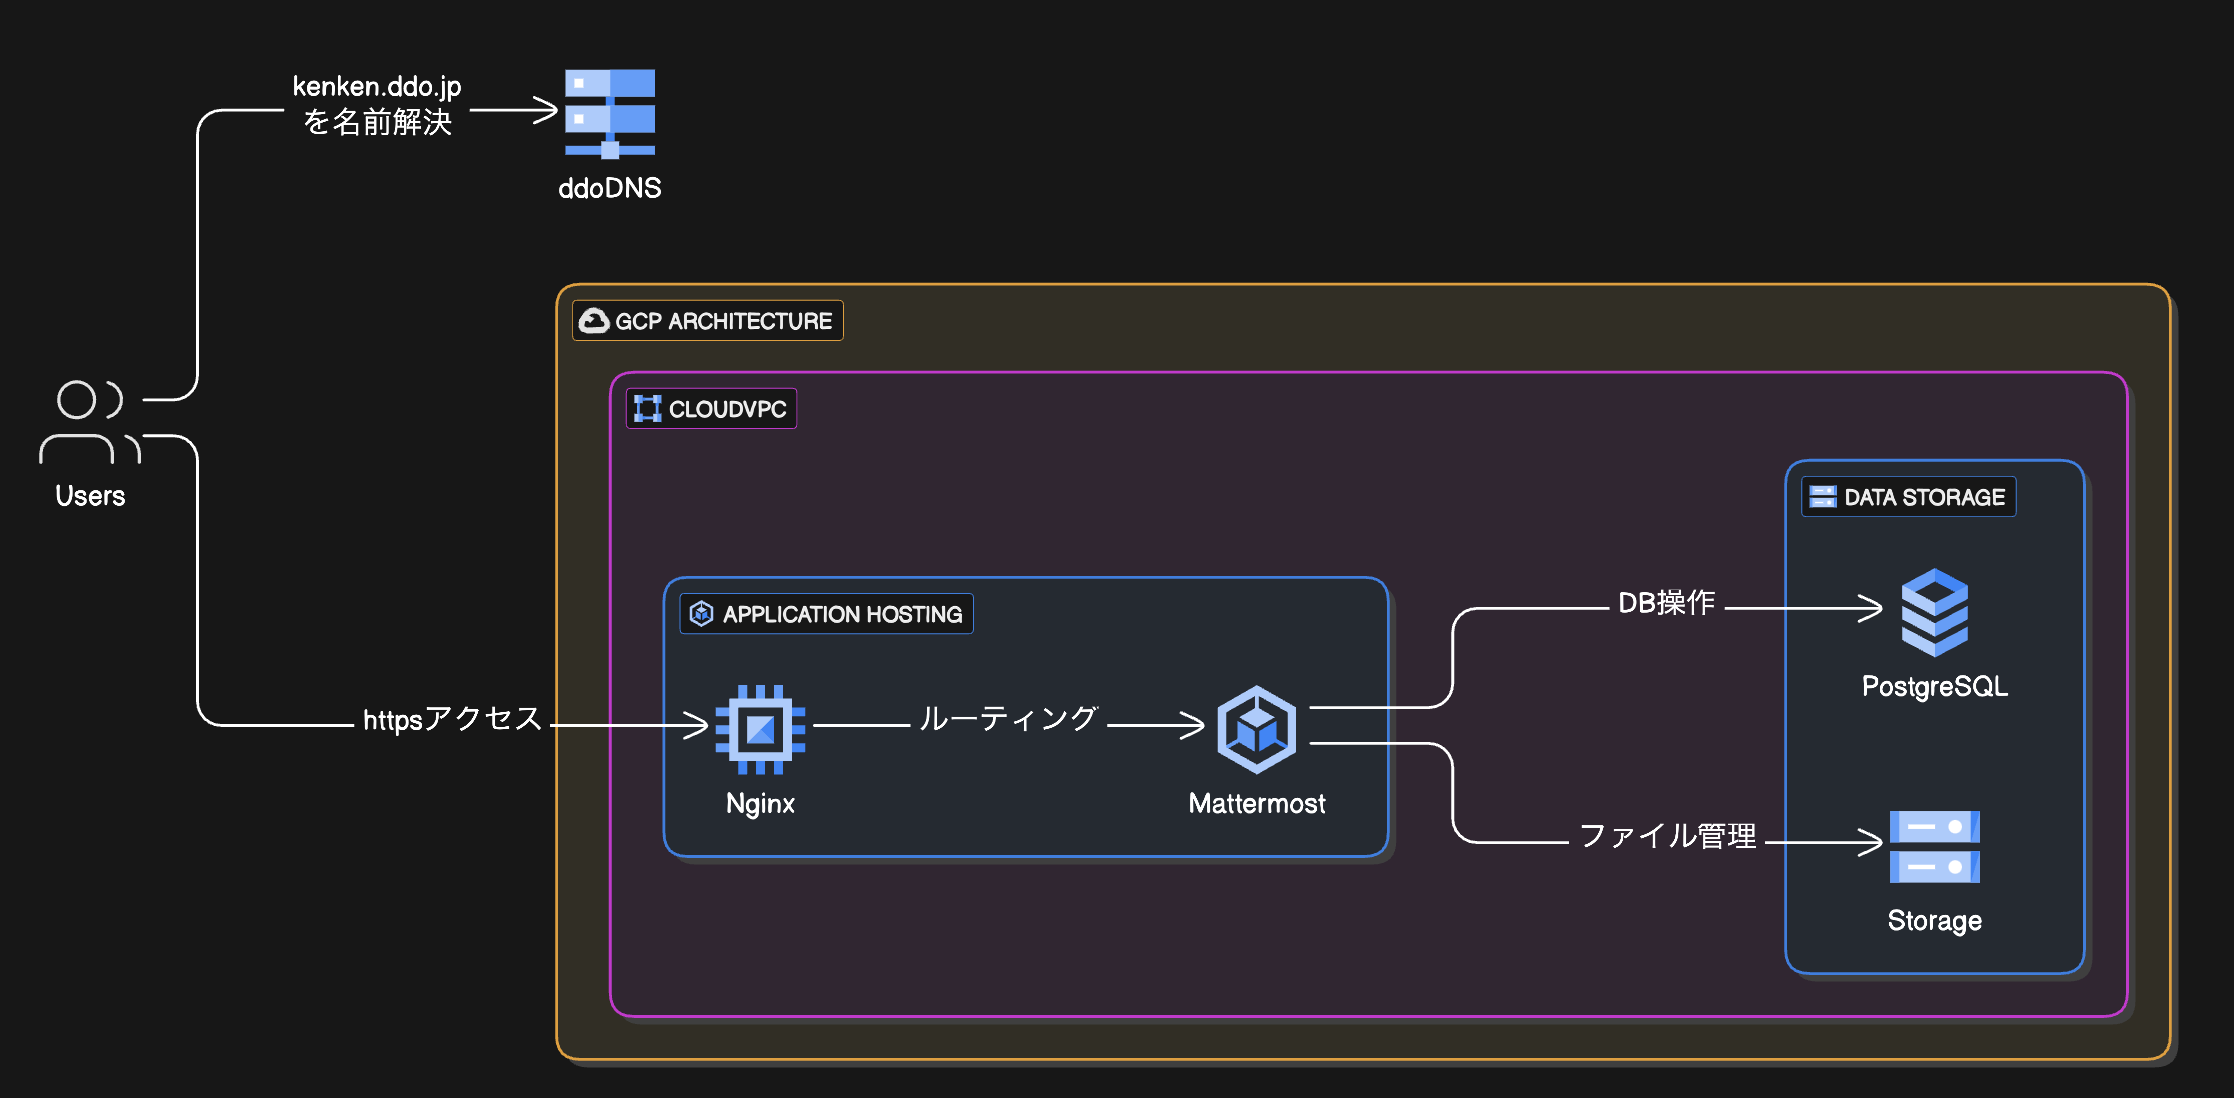 kenken.ddo.jp
を名前解決
ddoDNS
Users
GCP ARCHITECTURE
CLOUDVPC
DATA STORAGE
APPLICATION HOSTING
DB操作
PostgreSQL
httpsアクセス
ルーティング
Nginx
Mattermost
ファイル管理
Storage